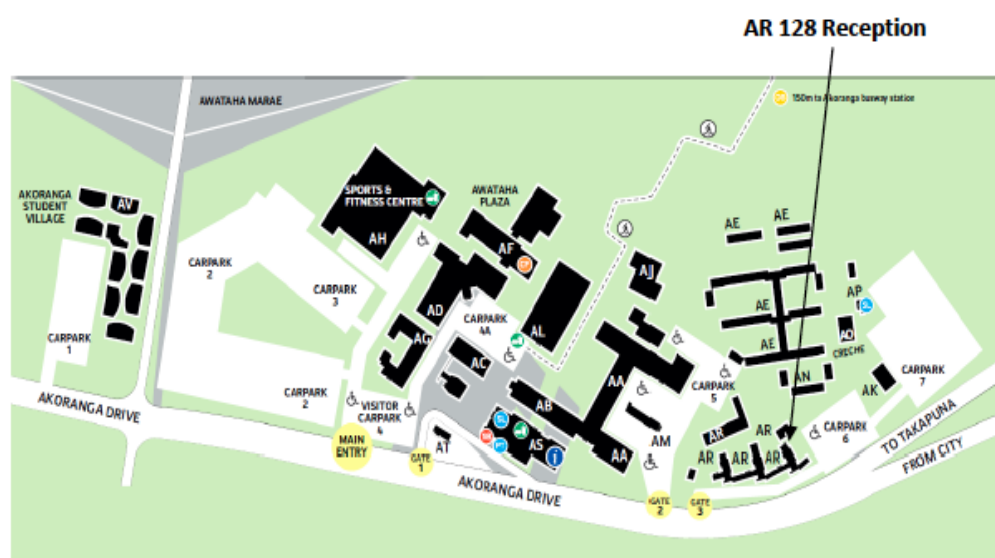 AR 128 Reception
AWATAHA MARAE
150m to Akoranga busway station
AKORANGA
STUDENT
VILLAGE
AV
SPORTS &
FITNESS CENTRE
AWATAHA
PLAZA
AE
AE
AH
AF
CARPARK
2
AJ
CARPARK
3
AP
SL
AD
CARPARK
4A
AE
CARPARK
1
AQ
AL
AO
CRECHE
AE
AC
AA
CARPARK
5
AN
AK
CARPARK
7
CARPARK
2
VISITOR
CARPARK
4
AB
AKORANGA DRIVE
SL
AM
AR
AR
CARPARK
6
TO TAKAPUNA
FROM CITY
MAIN
ENTRY
AT
AS
i
AA
AR
AR
AR
GATE
1
AKORANGA DRIVE
GATE
2
GATE
3